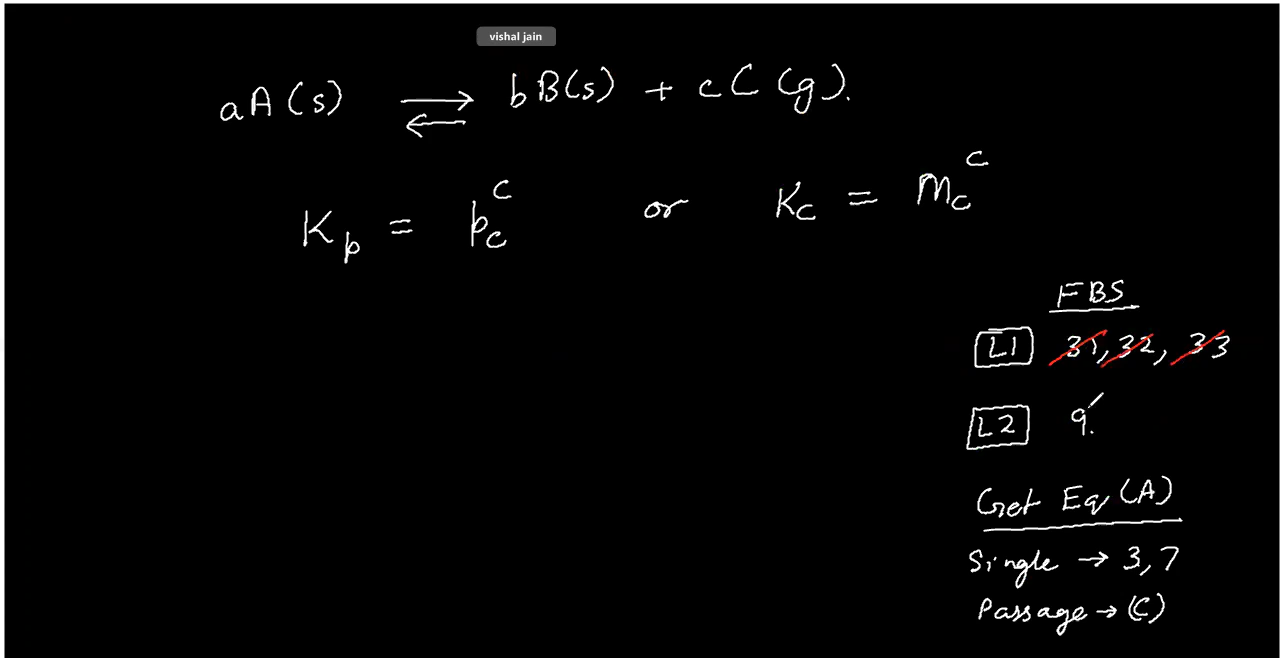 vishal jain
aA(s) ⇌ bB(s) + cC(g).
Kp = pC^c or Kc = MC^c
FBS
L1 31, 32, 33
L2 9.
Get Eq (A)
Single → 3, 7
Passage → (C)